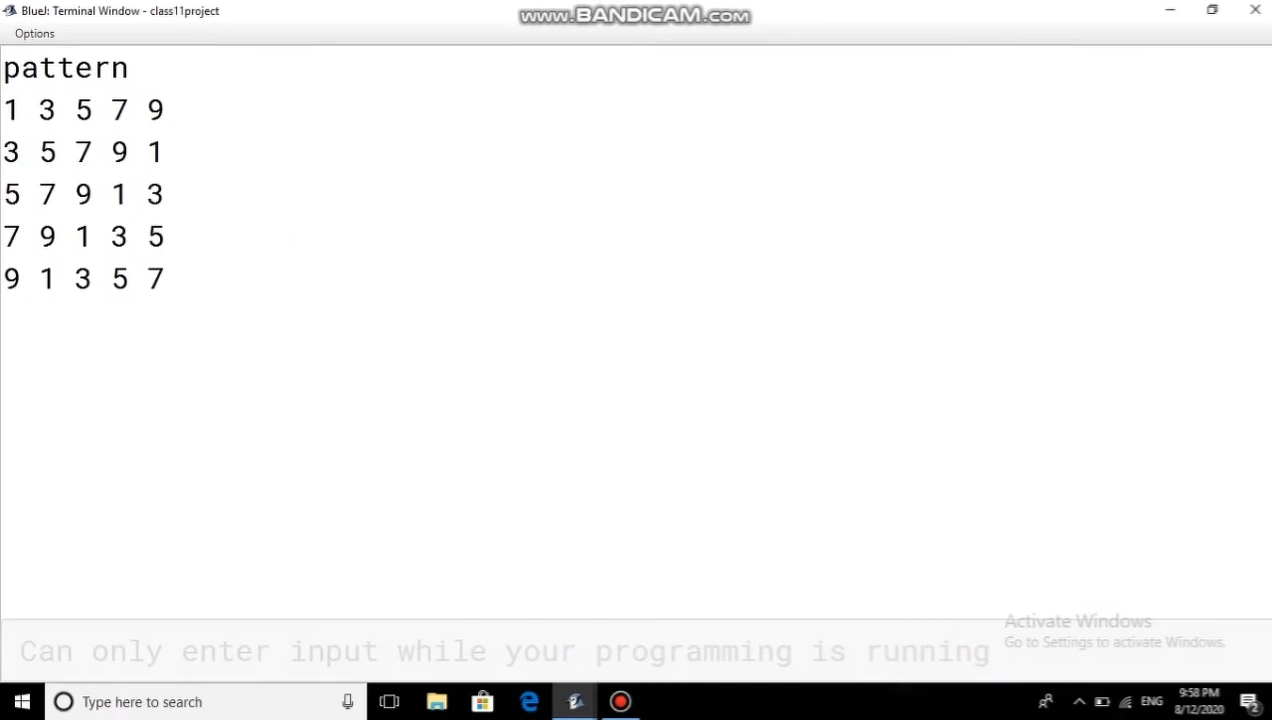 BlueJ: Terminal Window - class11project
www.BANDICAM.com
Options
pattern
1 3 5 7 9
3 5 7 9 1
5 7 9 1 3
7 9 1 3 5
9 1 3 5 7
Can only enter input while your programming is running
Activate Windows
Go to Settings to activate Windows.
Type here to search
ENG
9:58 PM
8/12/2020
2